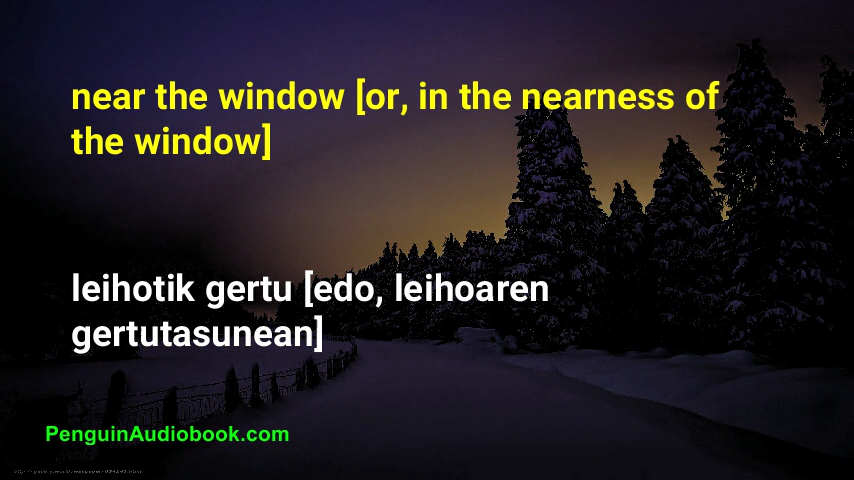 near the window [or, in the nearness of
the window]
leihotik gertu [edo, leihoaren
gertutasunean]
PenguinAudiobook.com